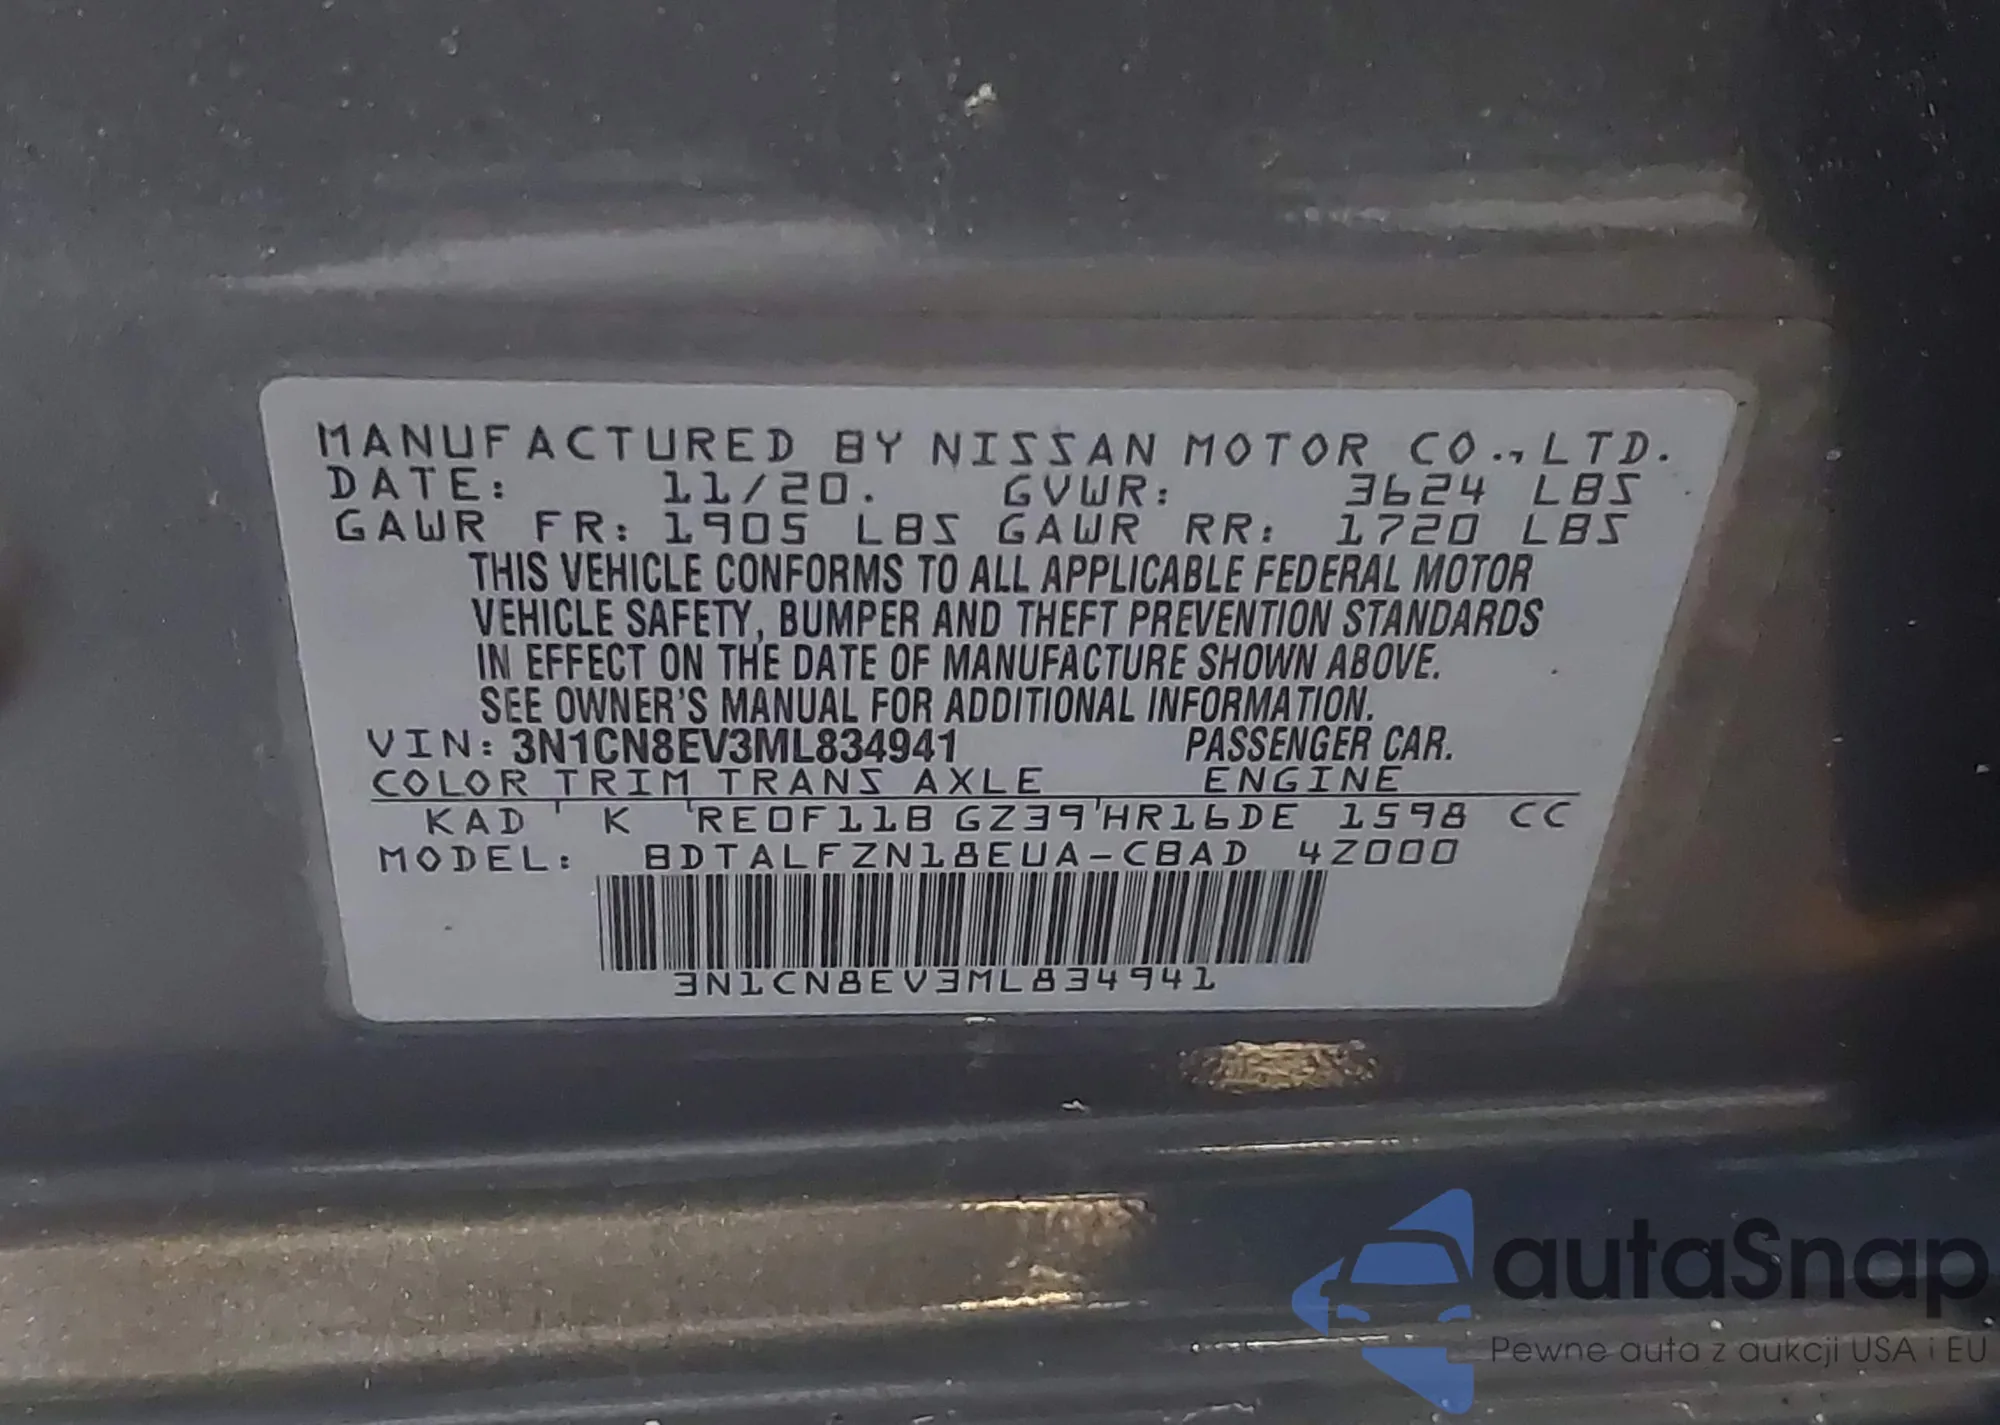 MANUFACTURED BY NISSAN MOTOR CO.,LTD.
DATE: 11/20. GVWR: 3624 LBS
GAWR FR: 1905 LBS GAWR RR: 1720 LBS
THIS VEHICLE CONFORMS TO ALL APPLICABLE FEDERAL MOTOR
VEHICLE SAFETY, BUMPER AND THEFT PREVENTION STANDARDS
IN EFFECT ON THE DATE OF MANUFACTURE SHOWN ABOVE.
SEE OWNER'S MANUAL FOR ADDITIONAL INFORMATION.
VIN: 3N1CN8EV3ML834941 PASSENGER CAR.
COLOR TRIM TRANS AXLE ENGINE
KAD K RE0F11B GZ39 HR16DE 1598 CC
MODEL: BDTALFZN18EUA-CBAD 4Z000
3N1CN8EV3ML834941
autaSnap
Pewne auta z aukcji USA i EU